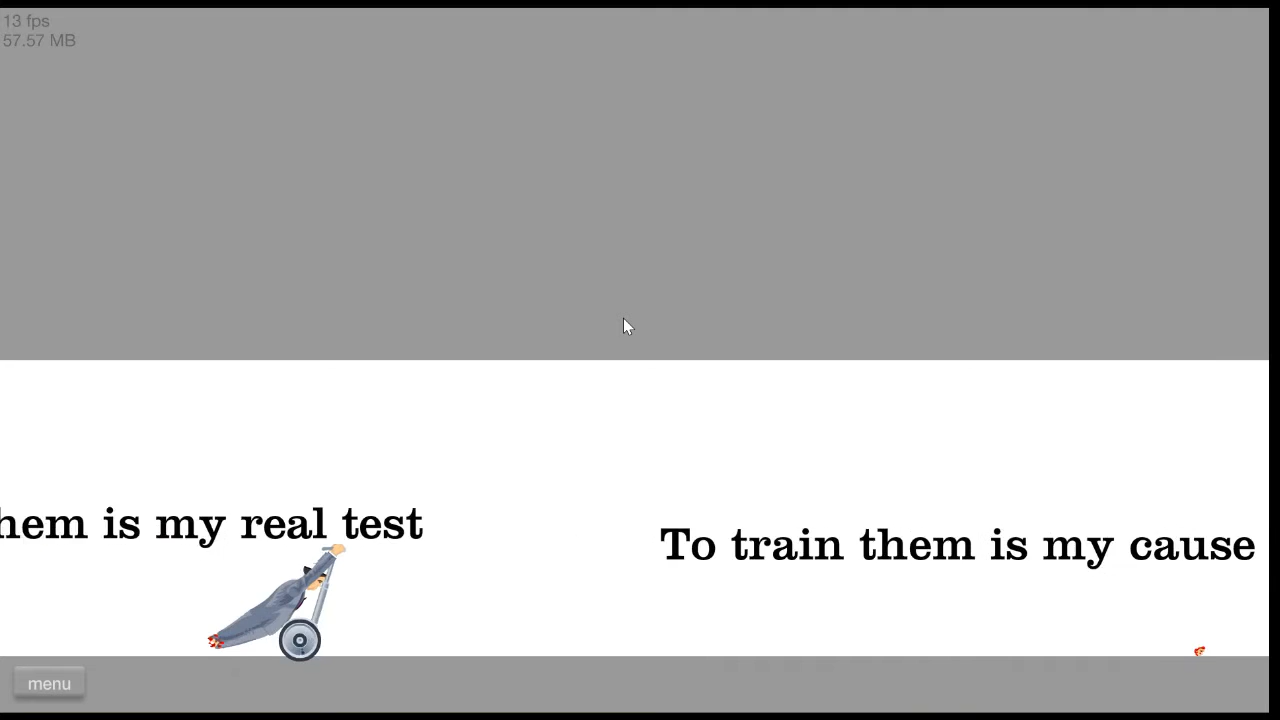 13 fps
57.57 MB
hem is my real test
To train them is my cause
menu